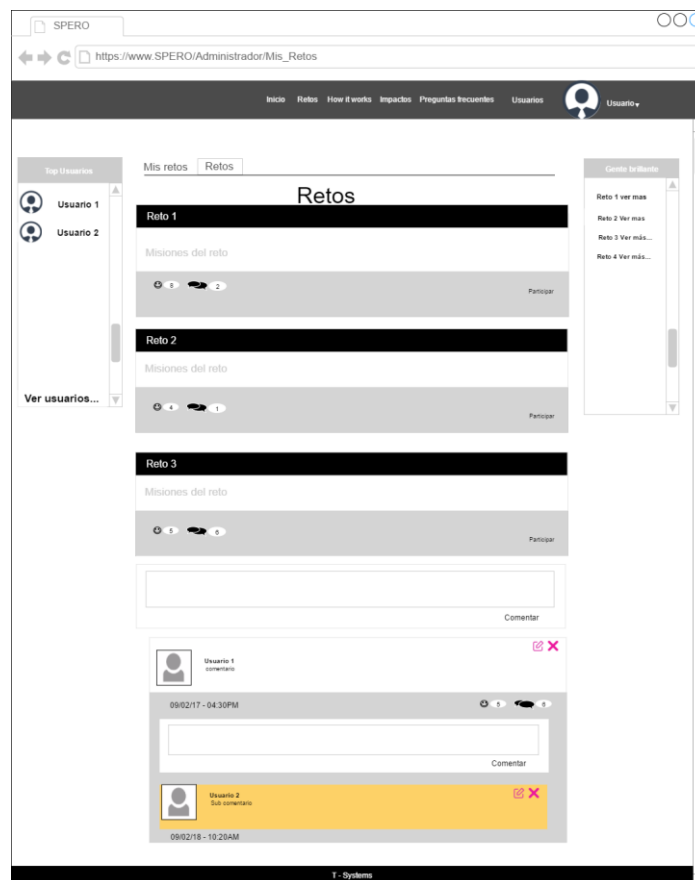 SPERO
https://www.SPERO/Administrador/Mis_Retos
Inicio Retos How it works Impactos Preguntas frecuentes Usuarios Usuario
Top Usuarios
Usuario 1
Usuario 2
Ver usuarios...
Mis retos Retos
Retos
Reto 1
Misiones del reto
8 2
Participar
Reto 2
Misiones del reto
4 1
Participar
Reto 3
Misiones del reto
5 6
Participar
Comentar
Usuario 1
comentario
09/02/17 - 04:30PM 5 6
Comentar
Usuario 2
Sub comentario
09/02/18 - 10:20AM
Gente brillante
Reto 1 ver mas
Reto 2 Ver mas
Reto 3 Ver más...
Reto 4 Ver más...
T - Systems